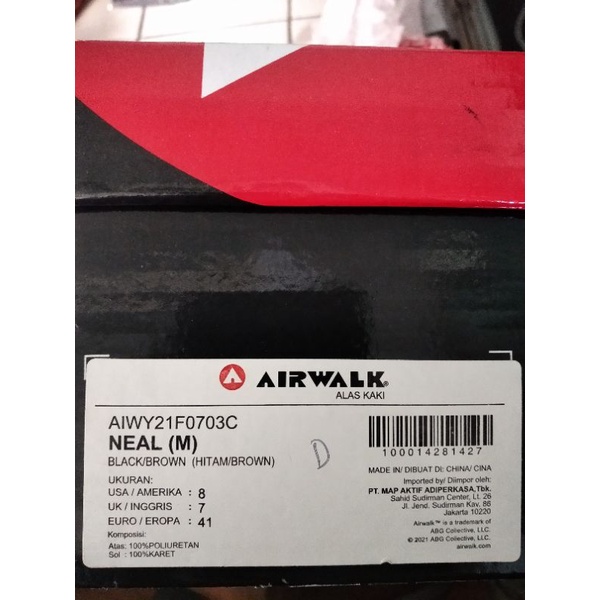 AIRWALK®
ALAS KAKI
AIWY21F0703C
NEAL (M)
BLACK/BROWN (HITAM/BROWN)
UKURAN:
USA / AMERIKA : 8
UK / INGGRIS : 7
EURO / EROPA : 41
Komposisi:
Atas: 100%POLIURETAN
Sol : 100%KARET
D
100014281427
MADE IN/ DIBUAT DI: CHINA/ CINA
Imported by/ Diimpor oleh:
PT. MAP AKTIF ADIPERKASA,Tbk.
Sahid Sudirman Center, Lt. 26
Jl. Jend. Sudirman Kav. 86
Jakarta 10220
Airwalk™ is a trademark of
ABG Collective, LLC.
© 2021 ABG Collective, LLC.
airwalk.com